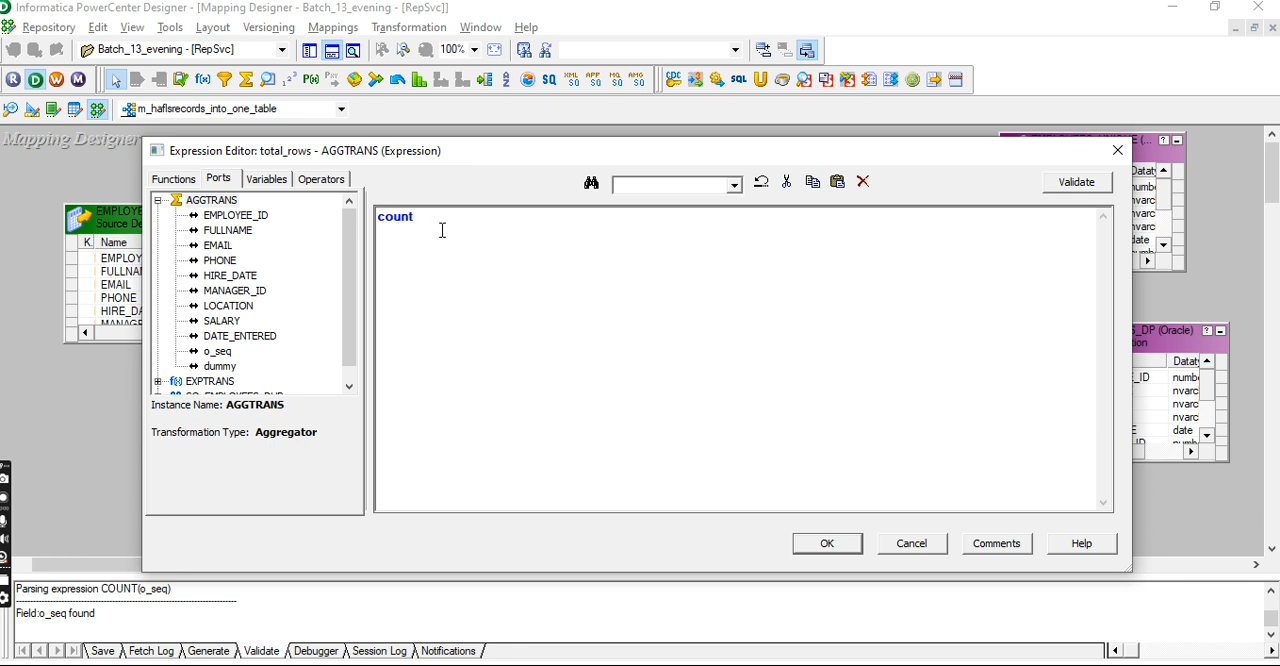 Informatica PowerCenter Designer - [Mapping Designer - Batch_13_evening - [RepSvc]]
Repository Edit View Tools Layout Versioning Mappings Transformation Window Help
Batch_13_evening - [RepSvc] 100%
R D W M
m_haflsrecords_into_one_table
Mapping Designer
Expression Editor: total_rows - AGGTRANS (Expression)
Functions Ports Variables Operators
Validate
AGGTRANS
EMPLOYEE_ID
FULLNAME
EMAIL
PHONE
HIRE_DATE
MANAGER_ID
LOCATION
SALARY
DATE_ENTERED
o_seq
dummy
EXPTRANS
count
Instance Name: AGGTRANS
Transformation Type: Aggregator
OK Cancel Comments Help
EMPLOYE
Source De
K. Name
EMPLOY
FULLNA
EMAIL
PHONE
HIRE_DA
MANAGE
Datat
numb
nvarc
nvarc
nvarc
date
S_DP (Oracle)
tion
Datat
E_ID numb
nvarc
nvarc
nvarc
E date
Parsing expression COUNT(o_seq)
Field:o_seq found
Save Fetch Log Generate Validate Debugger Session Log Notifications